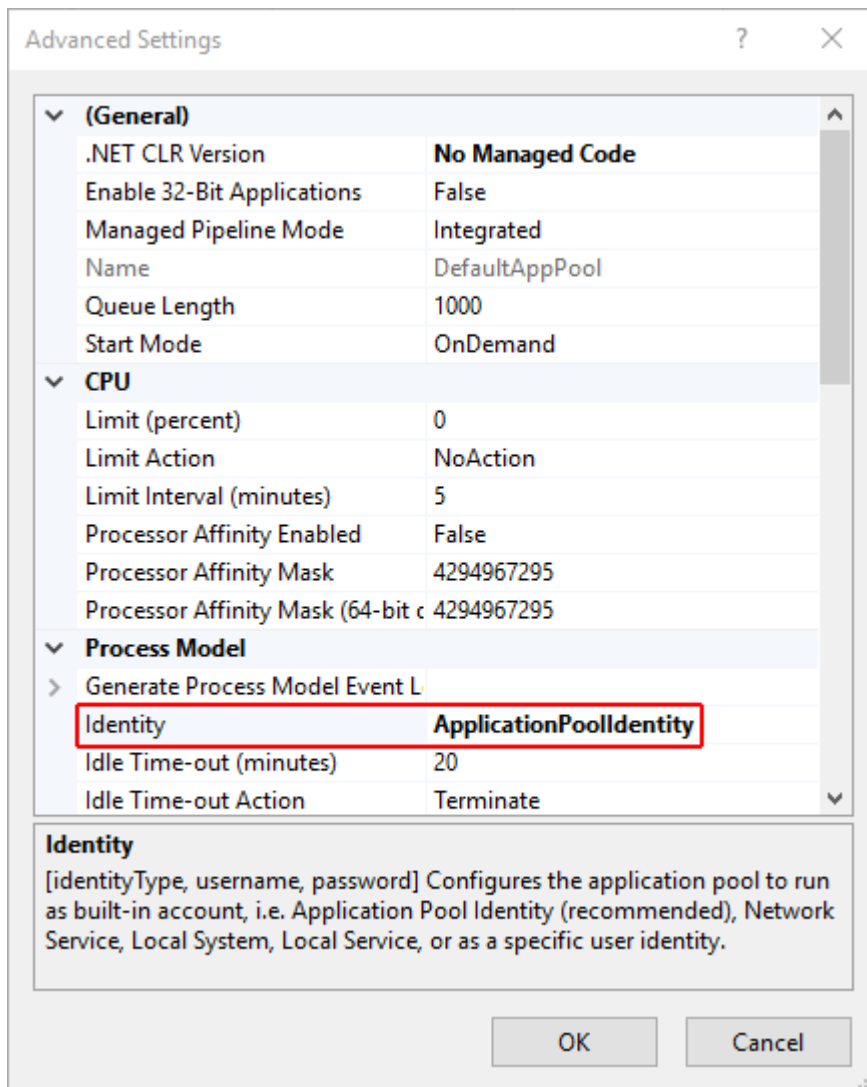 Advanced Settings
(General)
.NET CLR Version No Managed Code
Enable 32-Bit Applications False
Managed Pipeline Mode Integrated
Name DefaultAppPool
Queue Length 1000
Start Mode OnDemand
CPU
Limit (percent) 0
Limit Action NoAction
Limit Interval (minutes) 5
Processor Affinity Enabled False
Processor Affinity Mask 4294967295
Processor Affinity Mask (64-bit c 4294967295
Process Model
Generate Process Model Event L
Identity ApplicationPoolIdentity
Idle Time-out (minutes) 20
Idle Time-out Action Terminate
Identity
[identityType, username, password] Configures the application pool to run
as built-in account, i.e. Application Pool Identity (recommended), Network
Service, Local System, Local Service, or as a specific user identity.
OK Cancel